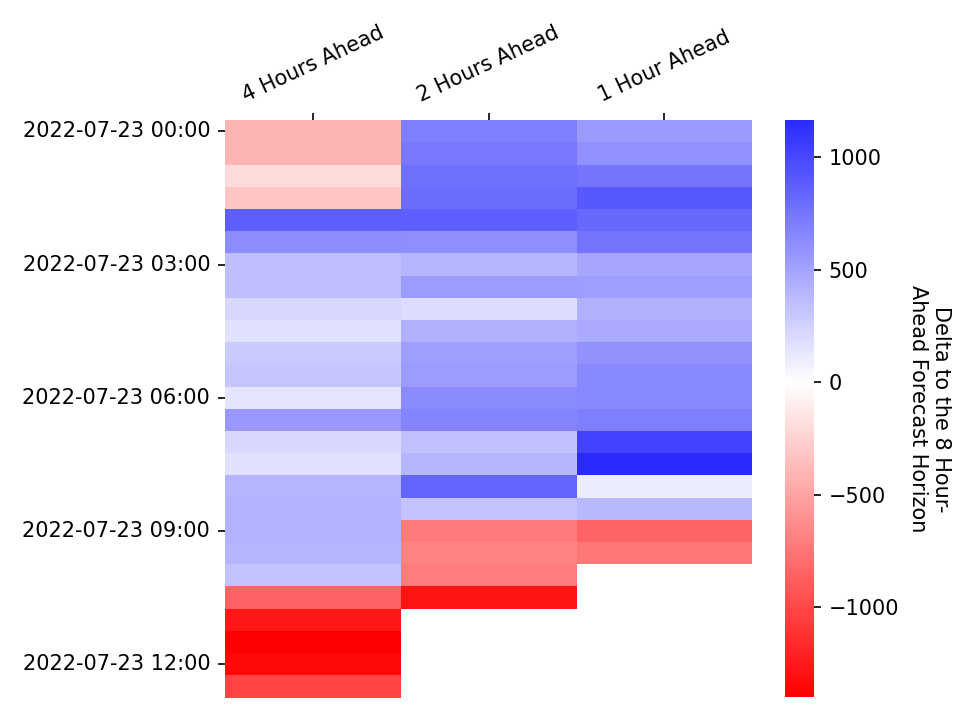 4 Hours Ahead
2 Hours Ahead
1 Hour Ahead
2022-07-23 00:00
2022-07-23 03:00
2022-07-23 06:00
2022-07-23 09:00
2022-07-23 12:00
1000
500
0
−500
−1000
Delta to the 8 Hour-
Ahead Forecast Horizon